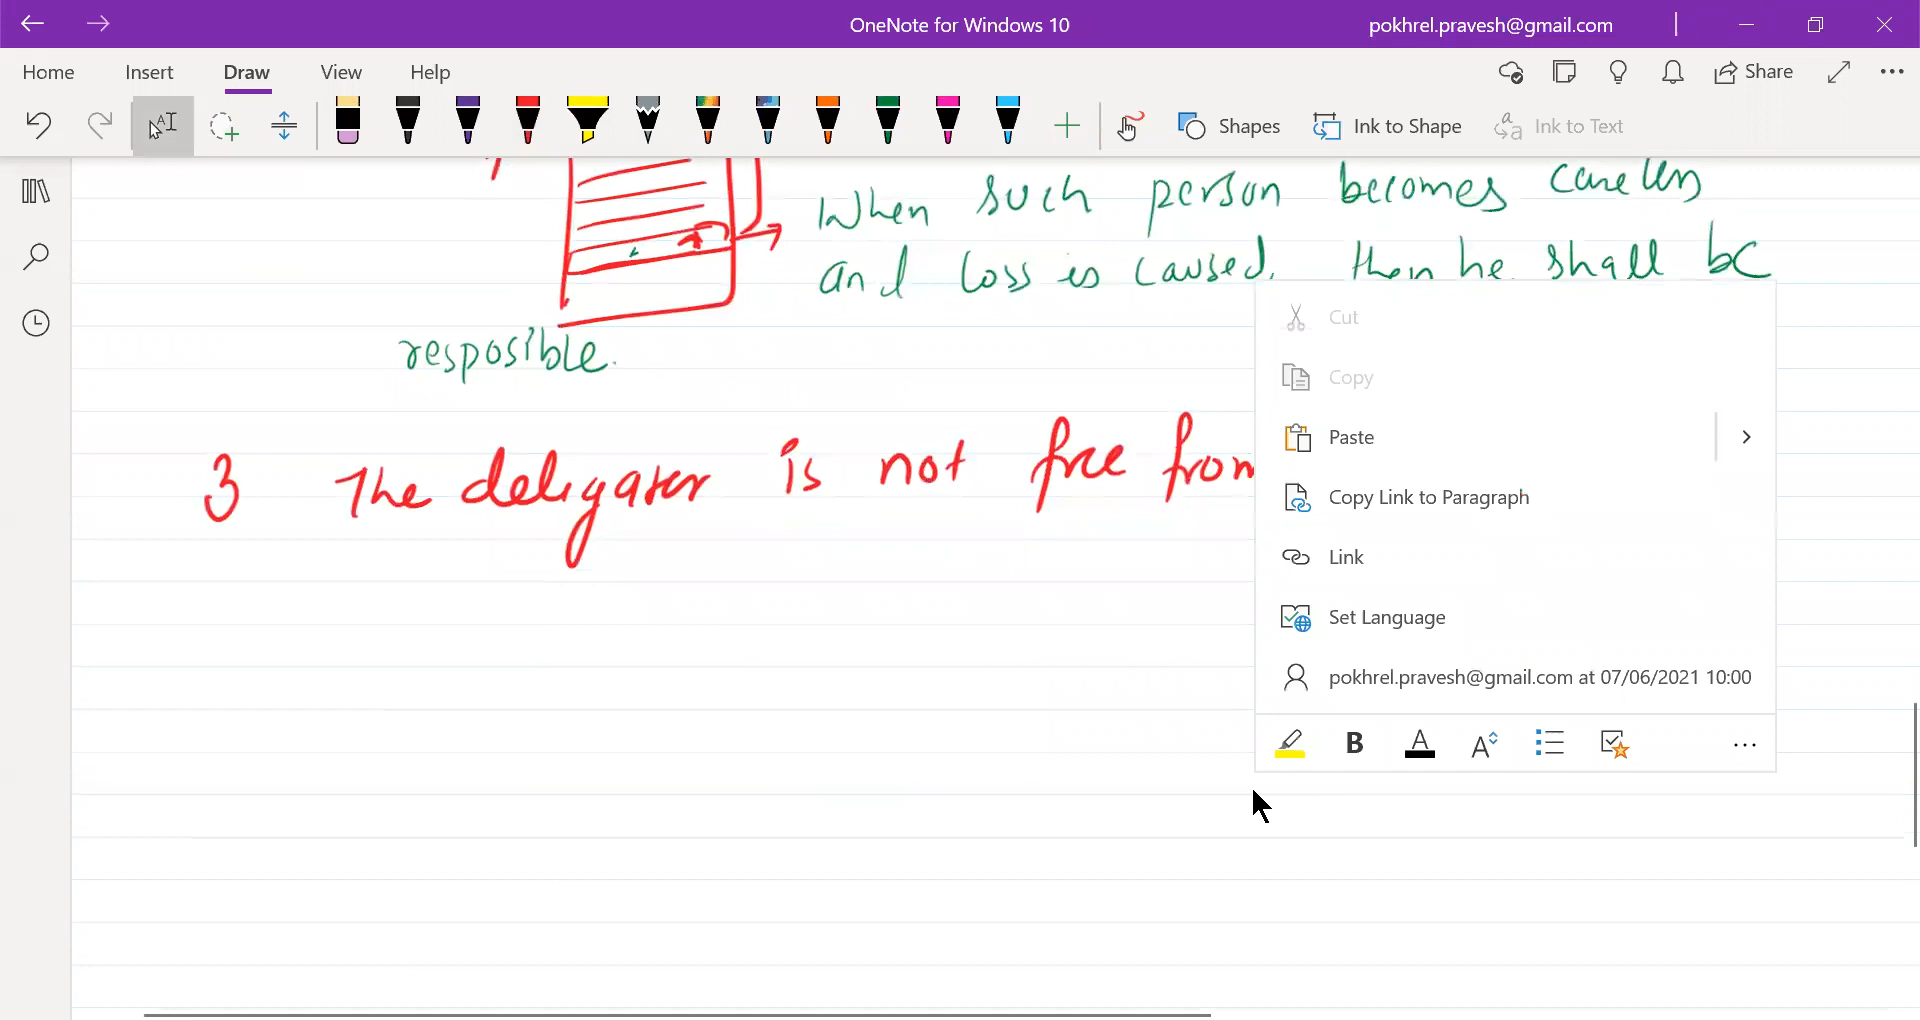 OneNote for Windows 10
pokhrel.pravesh@gmail.com
Home Insert Draw View Help
Share
Shapes Ink to Shape Ink to Text
When such person becomes careless
and loss is caused, then he shall be
resposible.
3 The deligater is not free from
Cut
Copy
Paste
Copy Link to Paragraph
Link
Set Language
pokhrel.pravesh@gmail.com at 07/06/2021 10:00
B A A